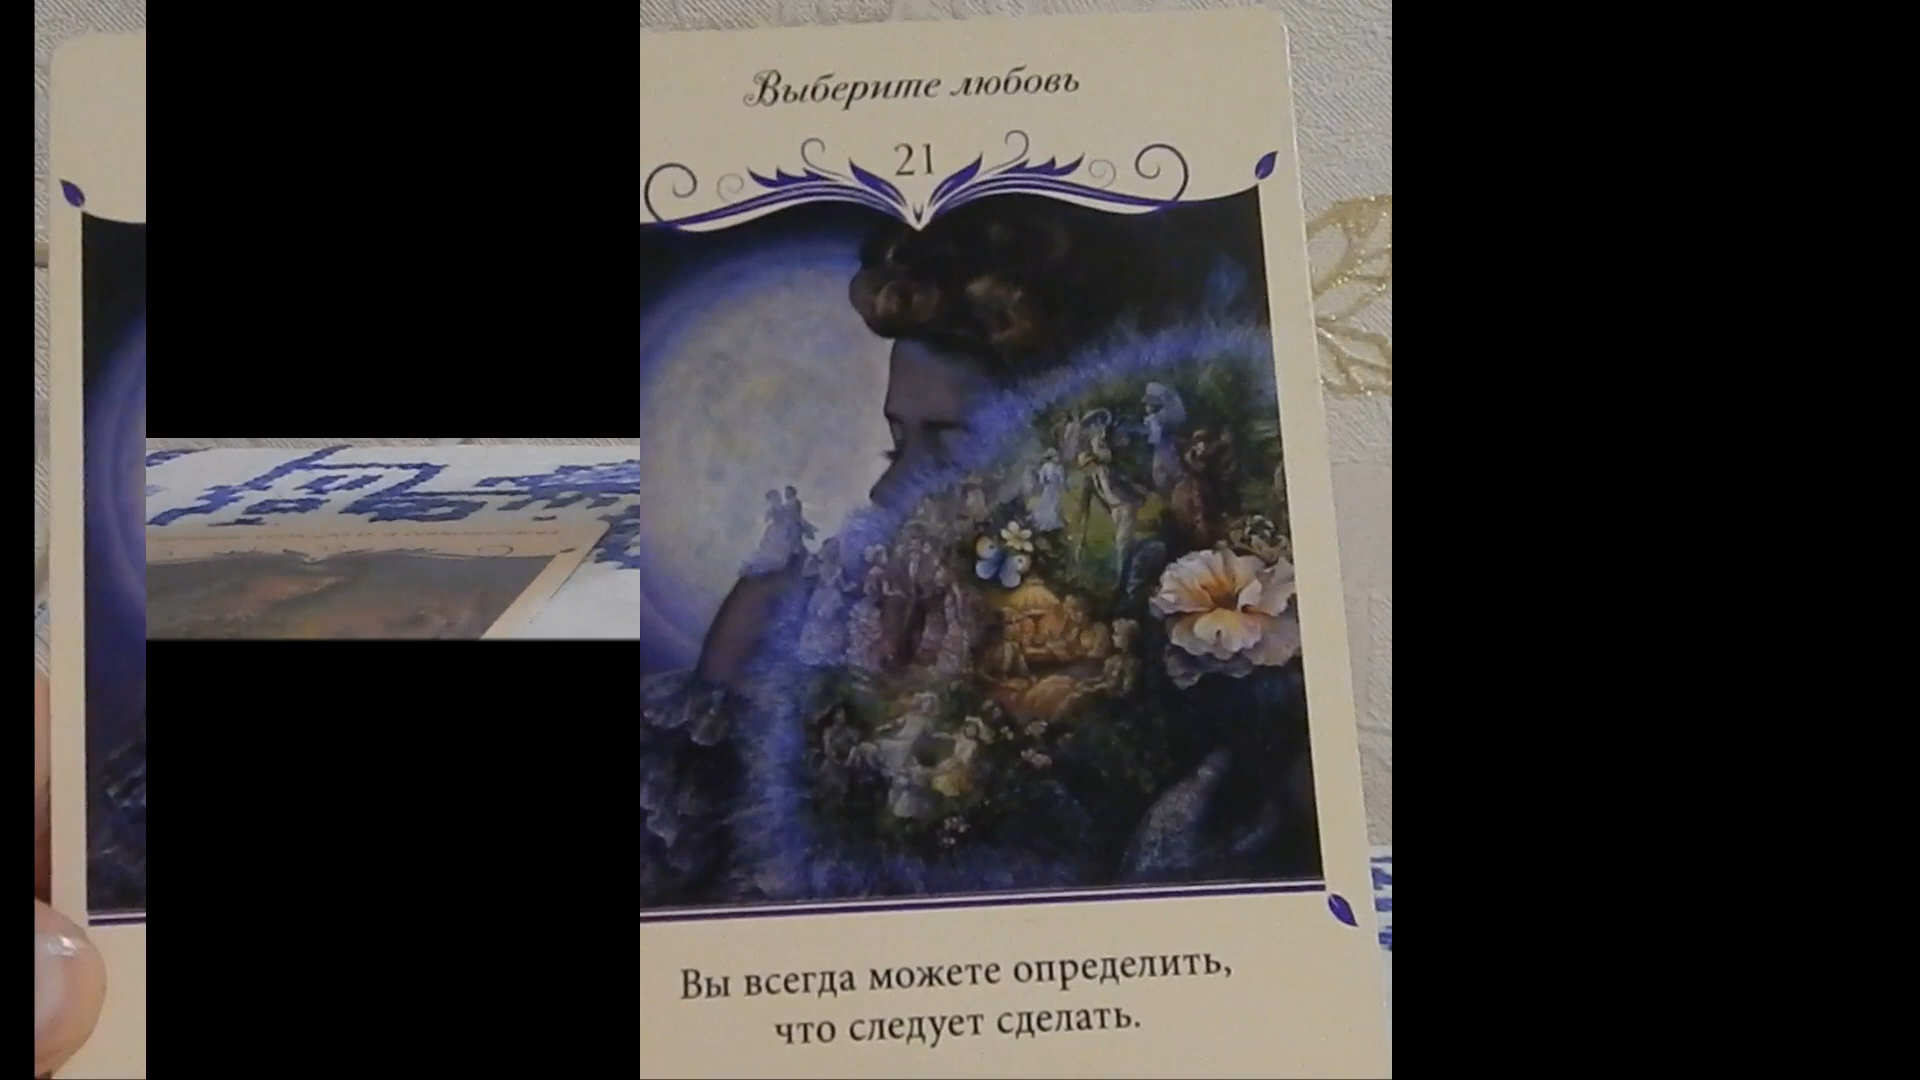 Выберите любовь
21
Вы всегда можете определить,
что следует сделать.